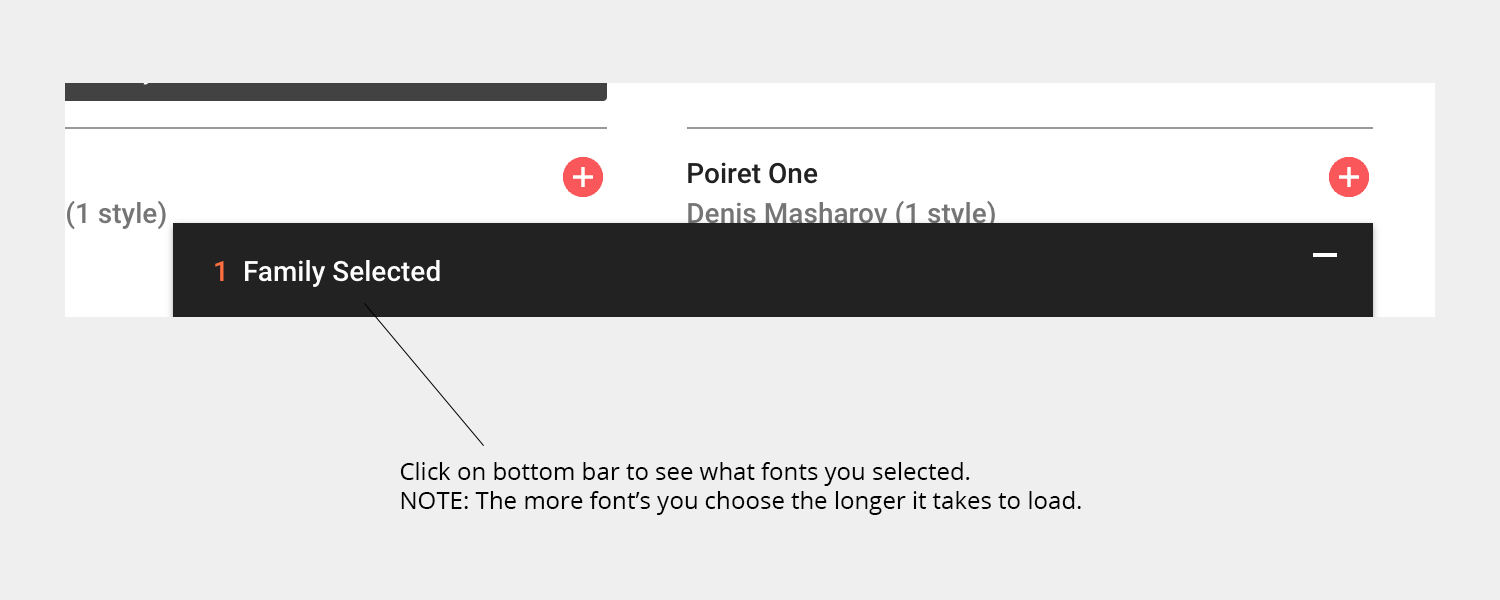 Poiret One
(1 style)
Denis Masharov (1 style)
1 Family Selected
Click on bottom bar to see what fonts you selected.
NOTE: The more font’s you choose the longer it takes to load.